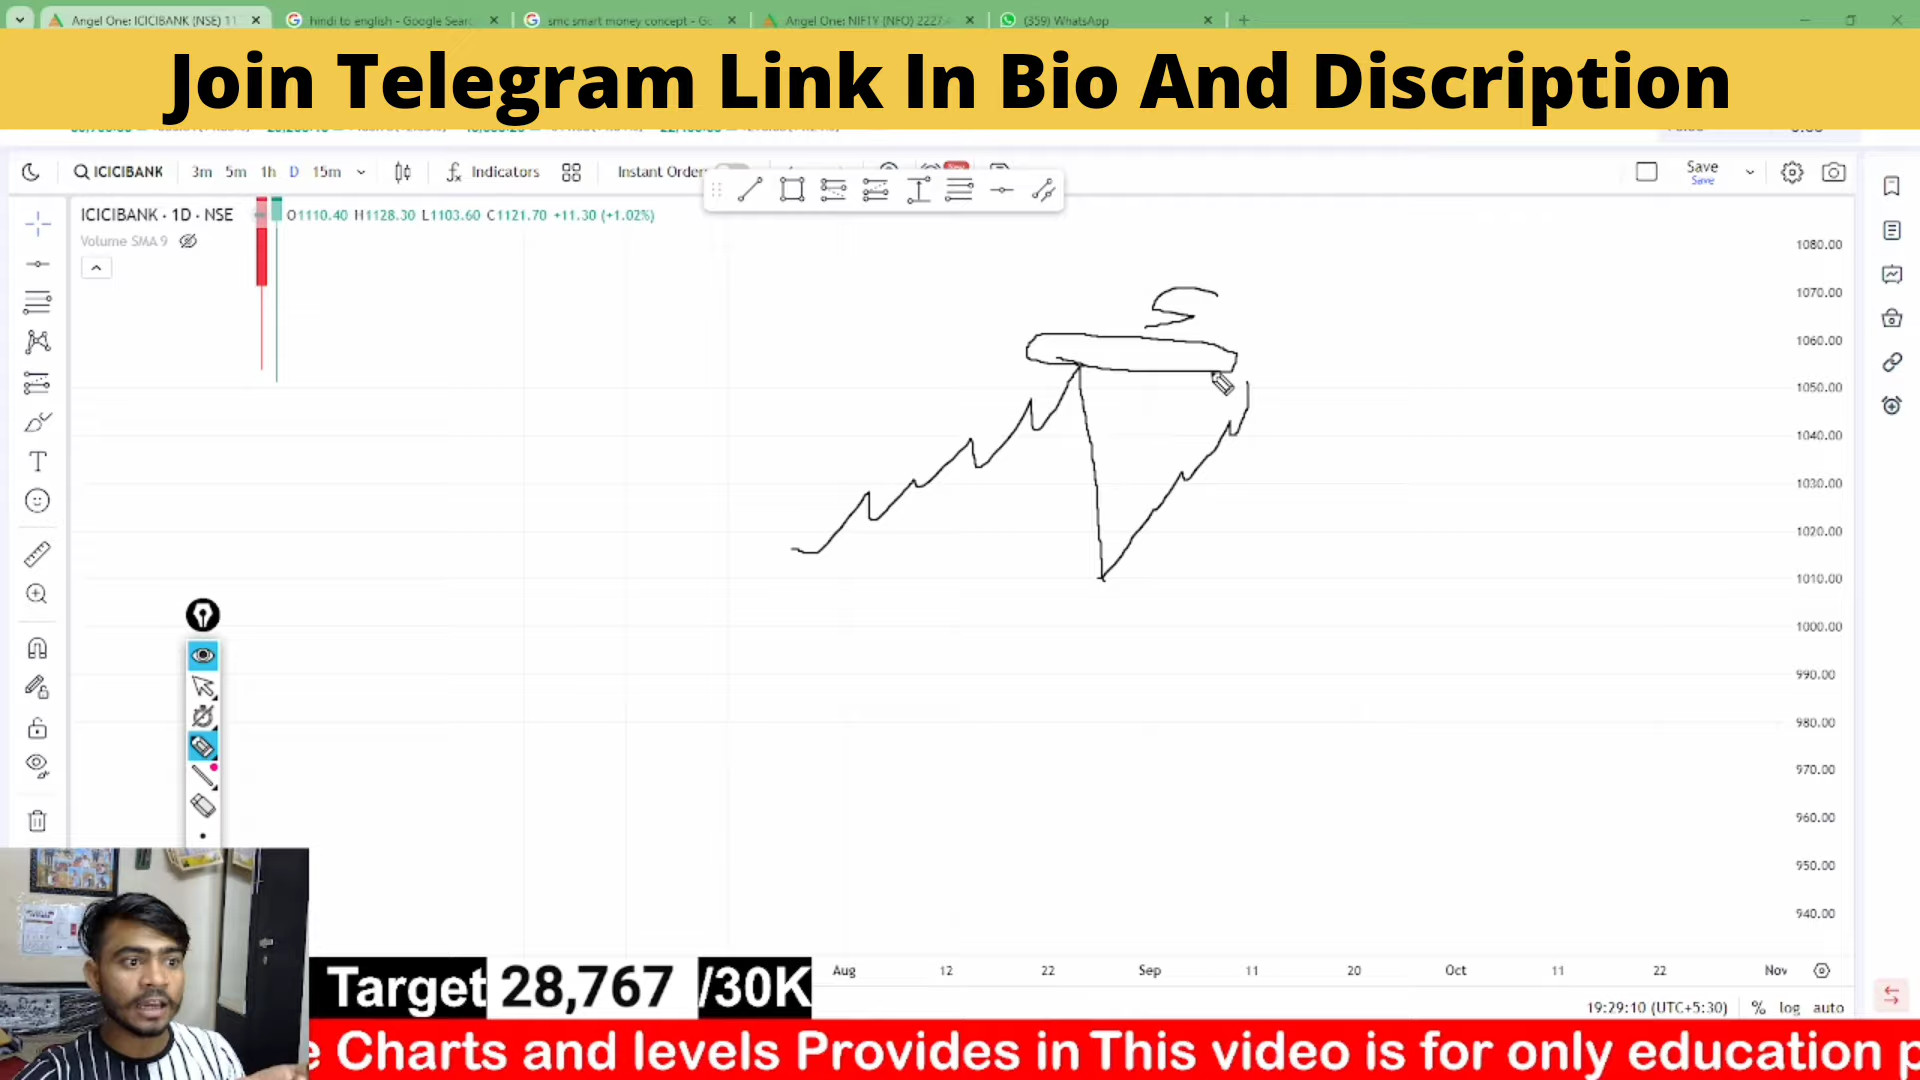 Angel One: ICICIBANK (NSE) 11
hindi to english - Google Searc
smc smart money concept - Go
Angel One: NIFTY (NFO) 2227.
(359) WhatsApp
Join Telegram Link In Bio And Discription
ICICIBANK
3m 5m 1h D 15m
Indicators
Instant Order
Save
Save
ICICIBANK · 1D · NSE
O1110.40 H1128.30 L1103.60 C1121.70 +11.30 (+1.02%)
Volume SMA 9
1080.00
1070.00
1060.00
1050.00
1040.00
1030.00
1020.00
1010.00
1000.00
990.00
980.00
970.00
960.00
950.00
940.00
Aug 12 22 Sep 11 20 Oct 11 22 Nov
Target 28,767 /30K
19:29:10 (UTC+5:30) % log auto
e Charts and levels Provides in This video is for only education p